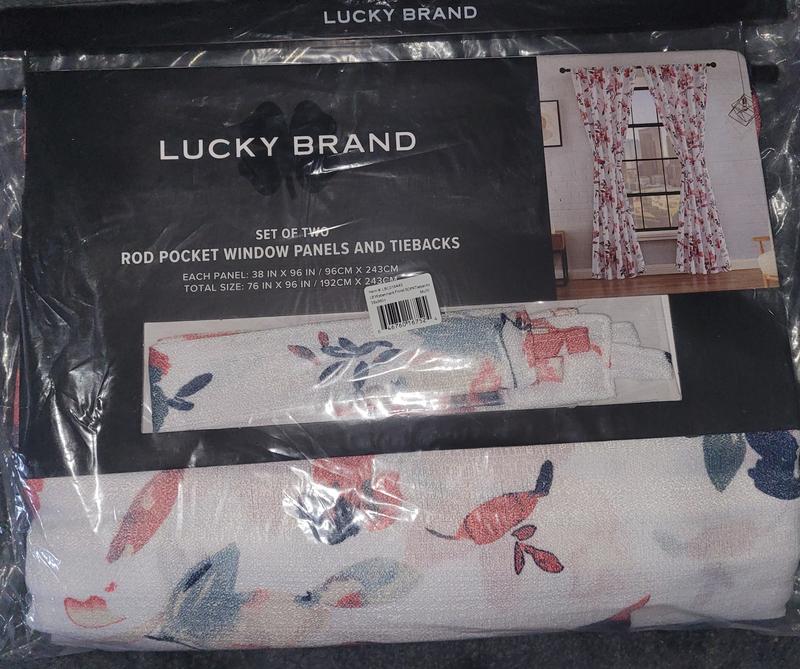 LUCKY BRAND
LUCKY BRAND
SET OF TWO
ROD POCKET WINDOW PANELS AND TIEBACKS
EACH PANEL: 38 IN X 96 IN / 96CM X 243CM
TOTAL SIZE: 76 IN X 96 IN / 192CM X 243CM
Multi